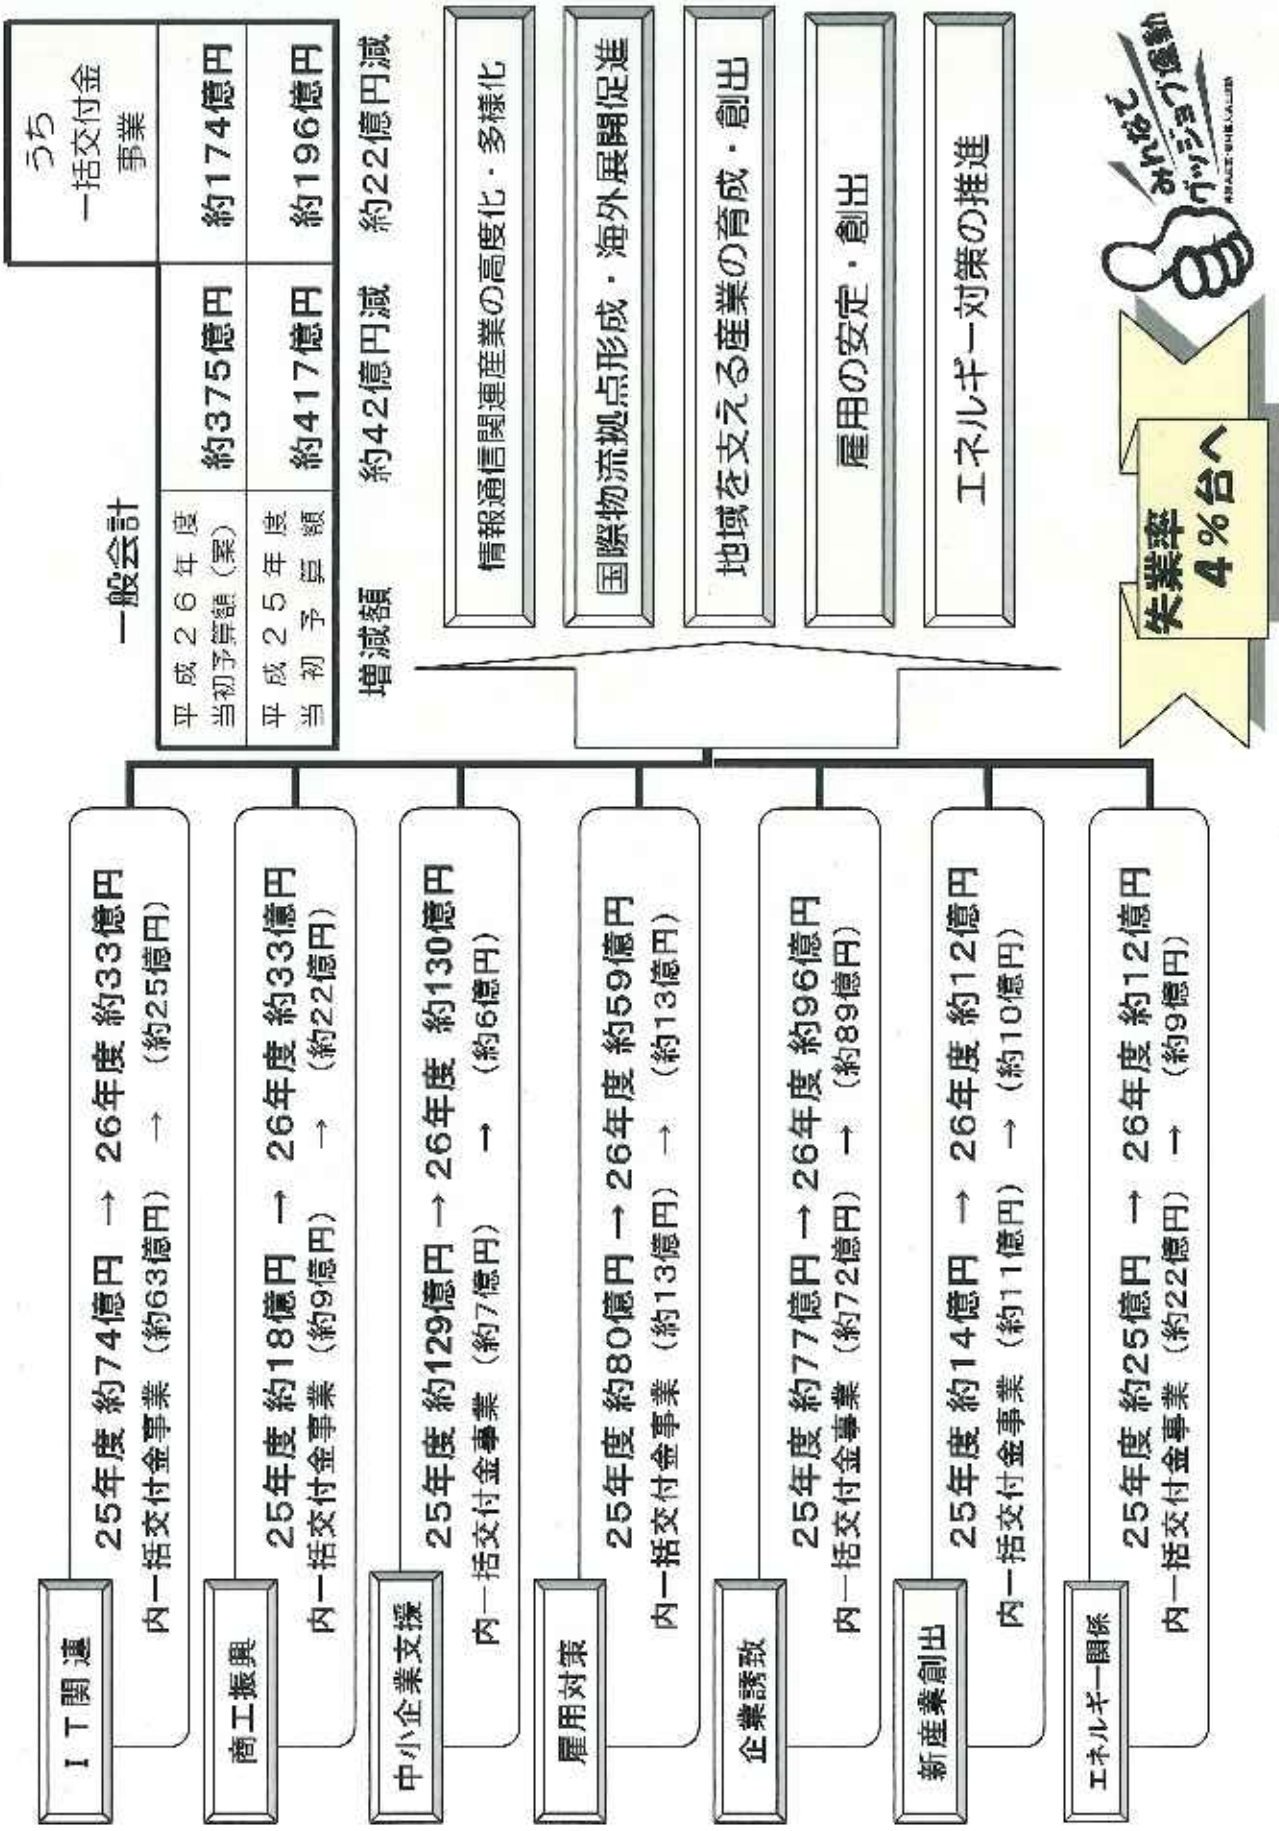 一般会計
うち
一括交付金
事業
平成26年度
当初予算額(案)
約375億円
約174億円
平成25年度
当初予算額
約417億円
約196億円
増減額
約42億円減
約22億円減
IT関連
25年度 約74億円 → 26年度 約33億円
内一括交付金事業(約63億円) → (約25億円)
商工振興
25年度 約18億円 → 26年度 約33億円
内一括交付金事業(約9億円) → (約22億円)
中小企業支援
25年度 約129億円 → 26年度 約130億円
内一括交付金事業(約7億円) → (約6億円)
雇用対策
25年度 約80億円 → 26年度 約59億円
内一括交付金事業(約13億円) → (約13億円)
企業誘致
25年度 約77億円 → 26年度 約96億円
内一括交付金事業(約72億円) → (約89億円)
新産業創出
25年度 約14億円 → 26年度 約12億円
内一括交付金事業(約11億円) → (約10億円)
エネルギー関係
25年度 約25億円 → 26年度 約12億円
内一括交付金事業(約22億円) → (約9億円)
情報通信関連産業の高度化・多様化
国際物流拠点形成・海外展開促進
地域を支える産業の育成・創出
雇用の安定・創出
エネルギー対策の推進
失業率
4%台へ
みんなで
グッジョブ運動